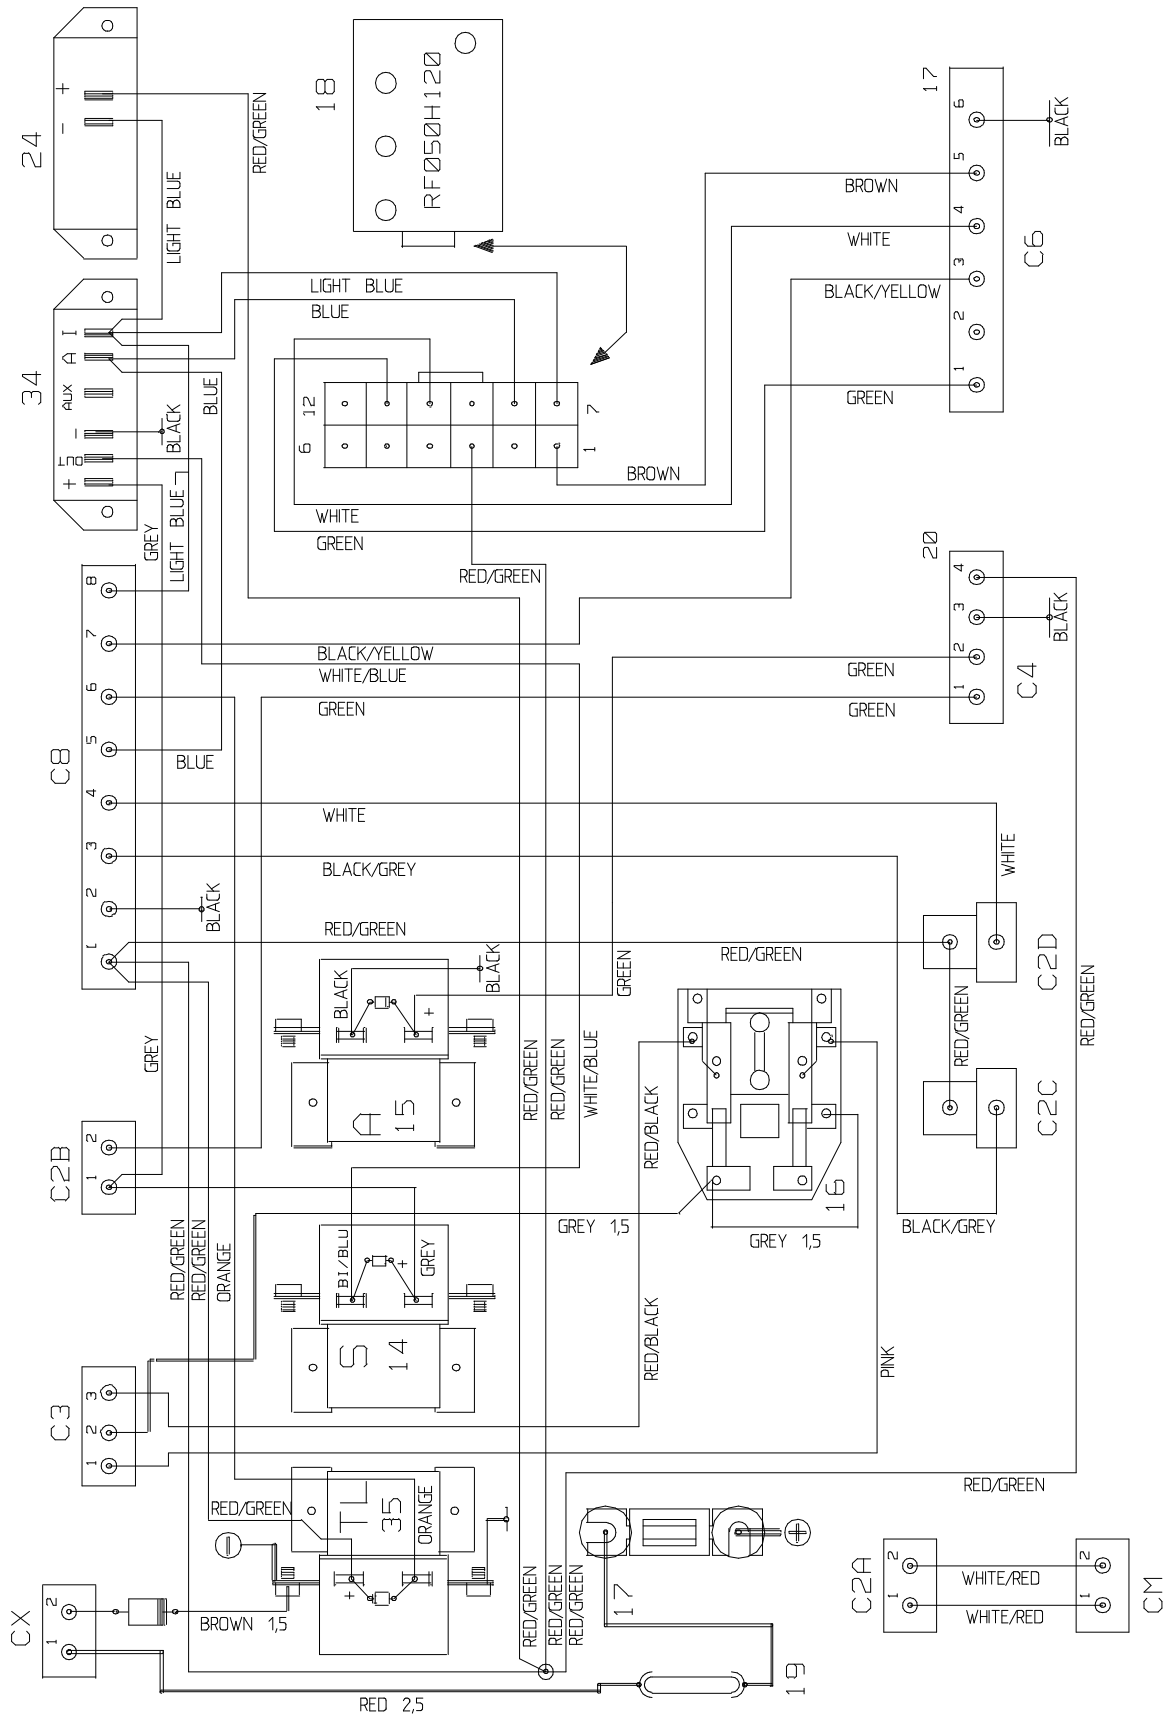 24
+
-
RED/GREEN
LIGHT BLUE
18
RF050H120
17
6
5
4
3
2
1
C6
BLACK
BROWN
WHITE
BLACK/YELLOW
GREEN
34
I
A
AUX
-
OUT
+
LIGHT BLUE
BLUE
BLUE
BLACK
LIGHT BLUE
GREY
12
7
6
1
BROWN
WHITE
GREEN
RED/GREEN
C8
8
7
6
5
4
3
2
1
BLACK/YELLOW
WHITE/BLUE
GREEN
BLUE
WHITE
BLACK/GREY
BLACK
RED/GREEN
20
4
3
2
1
C4
BLACK
GREEN
GREEN
WHITE
RED/GREEN
RED/GREEN
C2D
RED/GREEN
C2C
BLACK/GREY
BLACK
BLACK
+
A
15
GREEN
RED/GREEN
RED/GREEN
WHITE/BLUE
GREY
C2B
2
1
RED/BLACK
16
GREY 1,5
GREY 1,5
RED/GREEN
RED/GREEN
ORANGE
BI/BLU
+
GREY
S
14
RED/BLACK
PINK
C3
3
2
1
RED/GREEN
RED/GREEN
TL
35
ORANGE
+
-
+
CX
2
1
BROWN 1,5
RED/GREEN
RED/GREEN
RED/GREEN
17
19
RED 2,5
C2A
2
1
WHITE/RED
WHITE/RED
2
1
CM